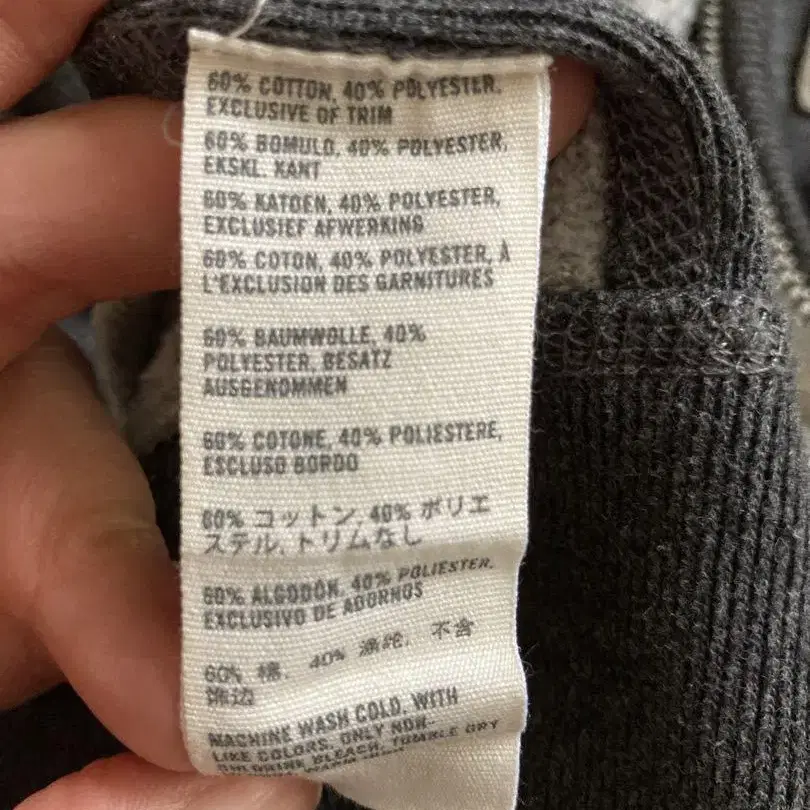 60% COTTON, 40% POLYESTER,
EXCLUSIVE OF TRIM
60% BOMULD, 40% POLYESTER,
EKSKL. KANT
60% KATOEN, 40% POLYESTER,
EXCLUSIEF AFWERKING
60% COTON, 40% POLYESTER, À
L'EXCLUSION DES GARNITURES
60% BAUMWOLLE, 40%
POLYESTER, BESATZ
AUSGENOMMEN
60% COTONE, 40% POLIESTERE,
ESCLUSO BORDO
60% コットン, 40% ポリエ
ステル, トリムなし
60% ALGODÓN, 40% POLIESTER,
EXCLUSIVO DE ADORNOS
60% 棉, 40% 不含
饰边
MACHINE WASH COLD, WITH
LIKE COLORS. ONLY NON-
CHLORINE BLEACH. TUMBLE DRY